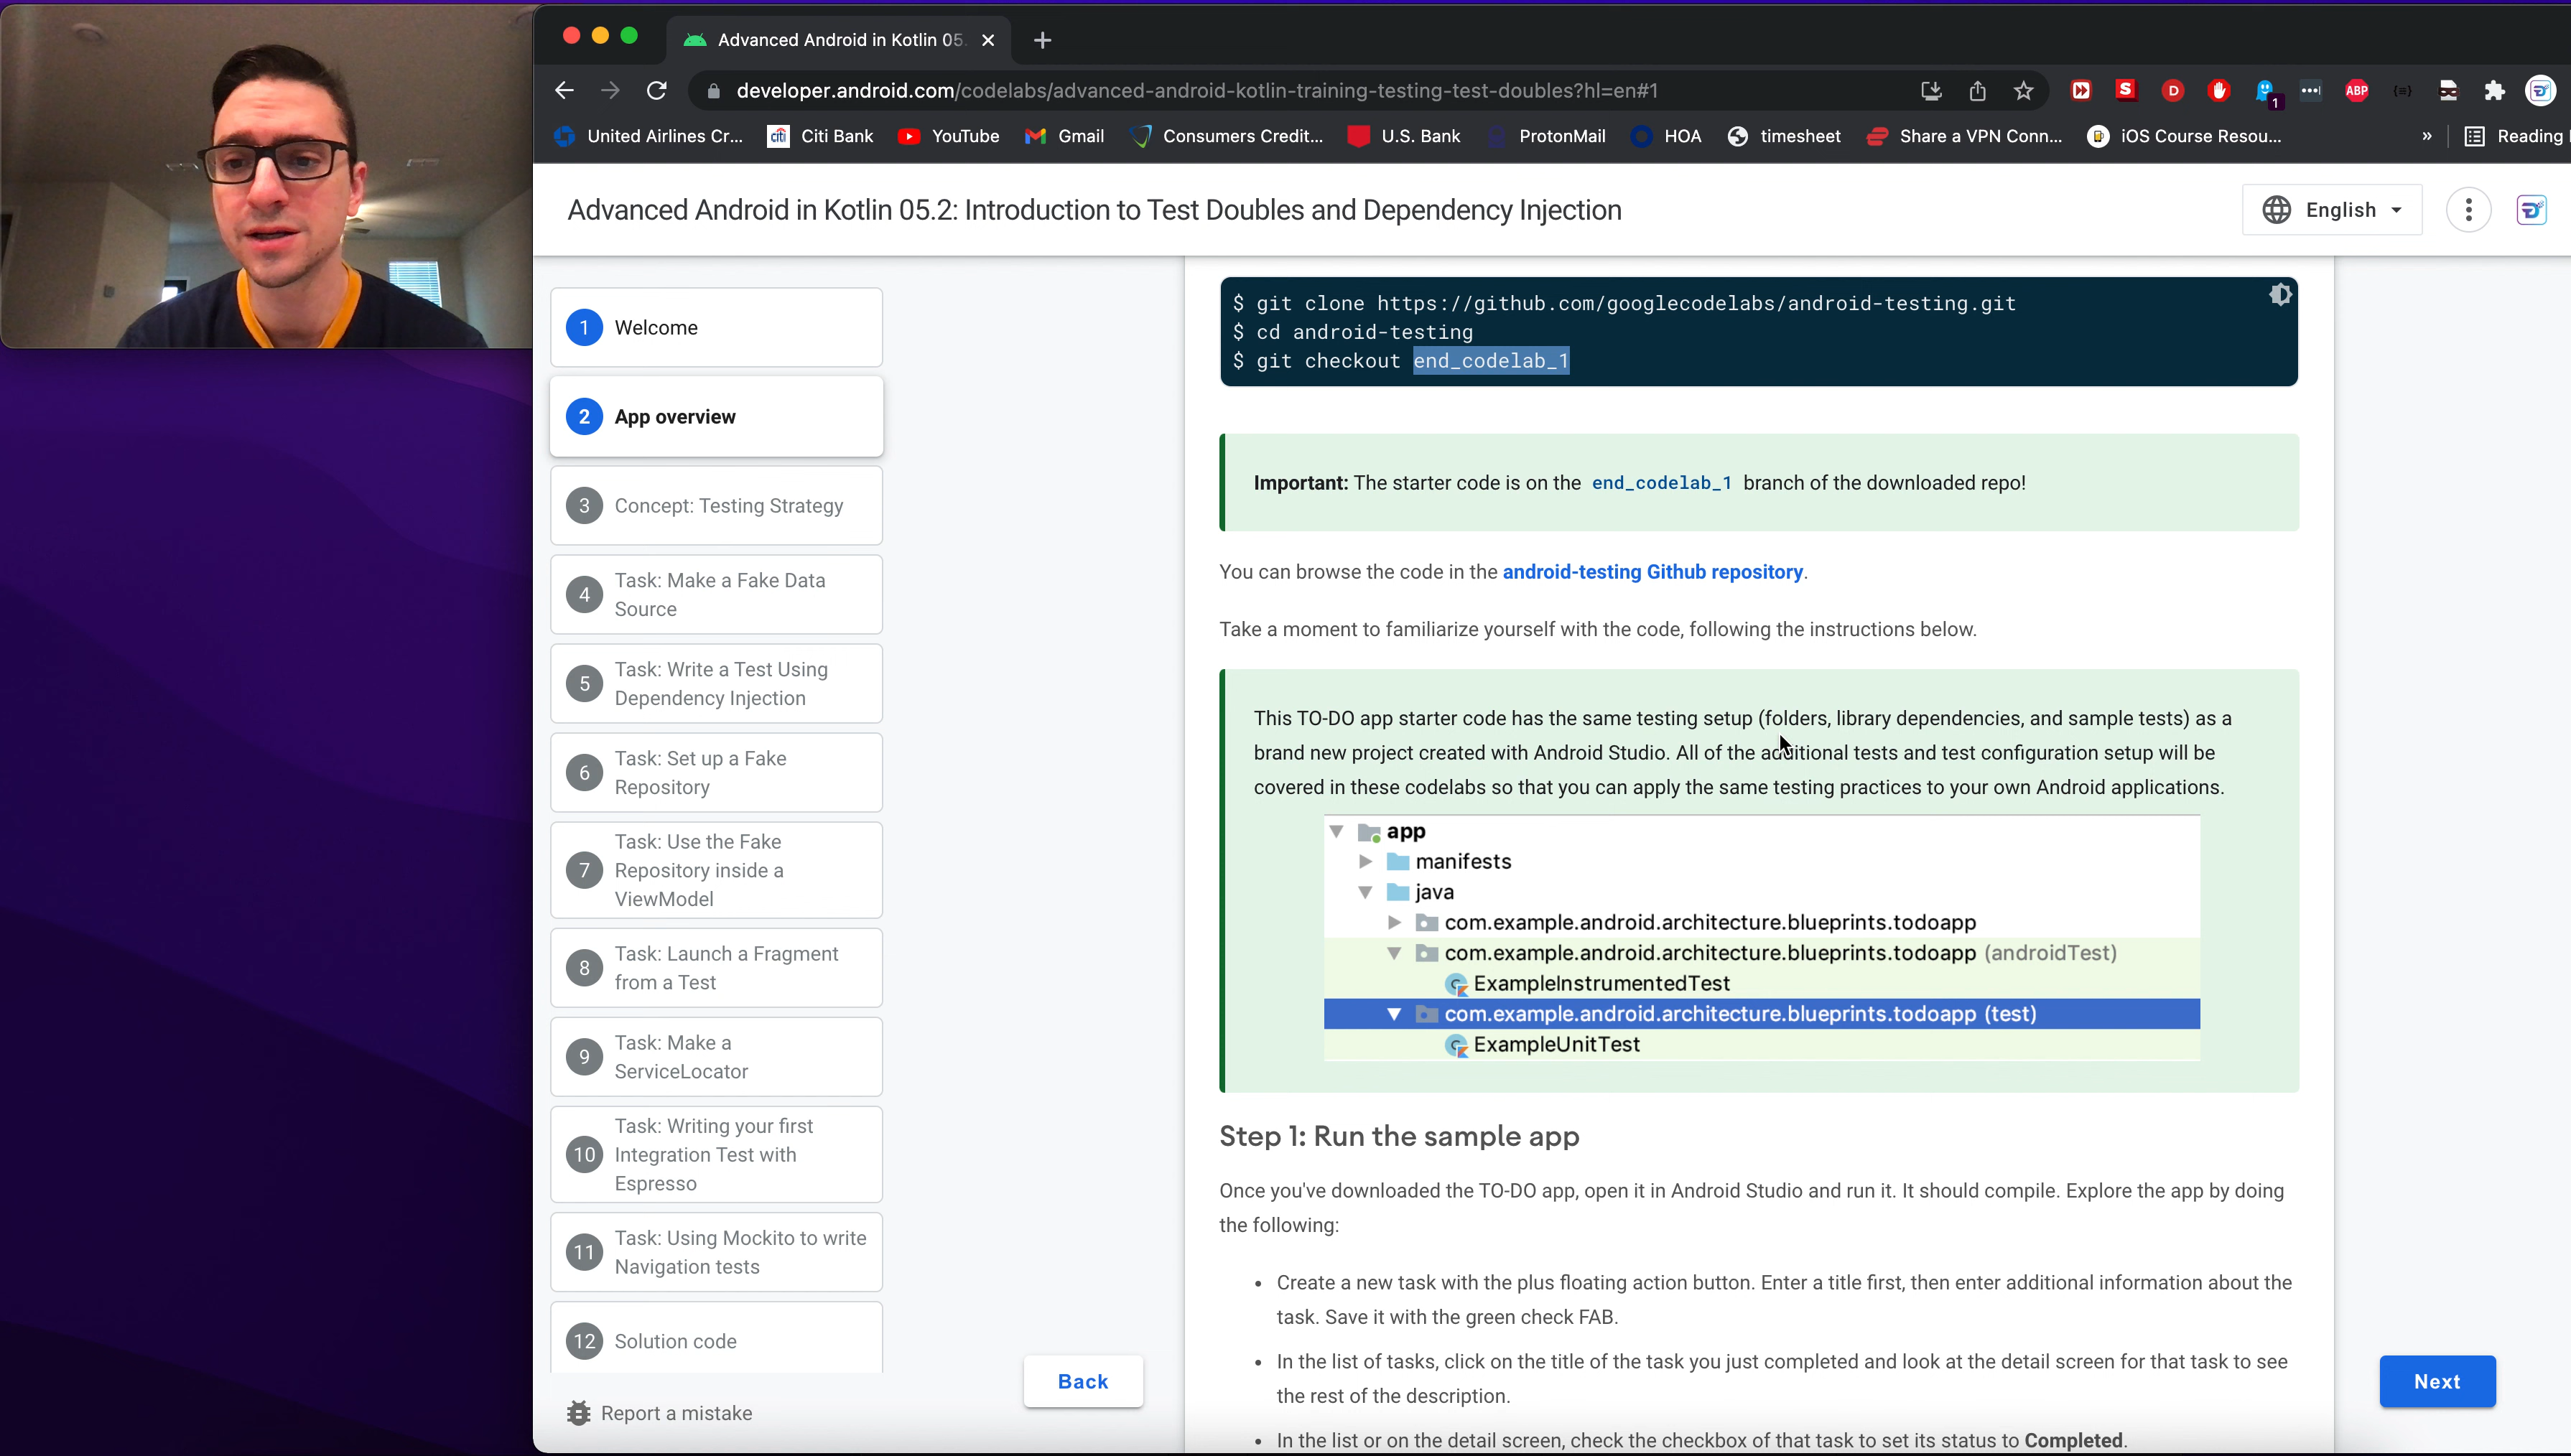 Advanced Android in Kotlin 05.
developer.android.com/codelabs/advanced-android-kotlin-training-testing-test-doubles?hl=en#1
S
D
1
ABP
United Airlines Cr...
citi
Citi Bank
YouTube
Gmail
Consumers Credit...
U.S. Bank
ProtonMail
HOA
timesheet
Share a VPN Conn...
iOS Course Resou...
»
Reading
Advanced Android in Kotlin 05.2: Introduction to Test Doubles and Dependency Injection
English
1 Welcome
2 App overview
3 Concept: Testing Strategy
4 Task: Make a Fake Data
Source
5 Task: Write a Test Using
Dependency Injection
6 Task: Set up a Fake
Repository
7 Task: Use the Fake
Repository inside a
ViewModel
8 Task: Launch a Fragment
from a Test
9 Task: Make a
ServiceLocator
10 Task: Writing your first
Integration Test with
Espresso
11 Task: Using Mockito to write
Navigation tests
12 Solution code
Report a mistake
$ git clone https://github.com/googlecodelabs/android-testing.git
$ cd android-testing
$ git checkout end_codelab_1
Important: The starter code is on the end_codelab_1 branch of the downloaded repo!
You can browse the code in the android-testing Github repository.
Take a moment to familiarize yourself with the code, following the instructions below.
This TO-DO app starter code has the same testing setup (folders, library dependencies, and sample tests) as a
brand new project created with Android Studio. All of the additional tests and test configuration setup will be
covered in these codelabs so that you can apply the same testing practices to your own Android applications.
app
manifests
java
com.example.android.architecture.blueprints.todoapp
com.example.android.architecture.blueprints.todoapp (androidTest)
ExampleInstrumentedTest
com.example.android.architecture.blueprints.todoapp (test)
ExampleUnitTest
Step 1: Run the sample app
Once you've downloaded the TO-DO app, open it in Android Studio and run it. It should compile. Explore the app by doing
the following:
• Create a new task with the plus floating action button. Enter a title first, then enter additional information about the
task. Save it with the green check FAB.
• In the list of tasks, click on the title of the task you just completed and look at the detail screen for that task to see
the rest of the description.
• In the list or on the detail screen, check the checkbox of that task to set its status to Completed.
Back
Next